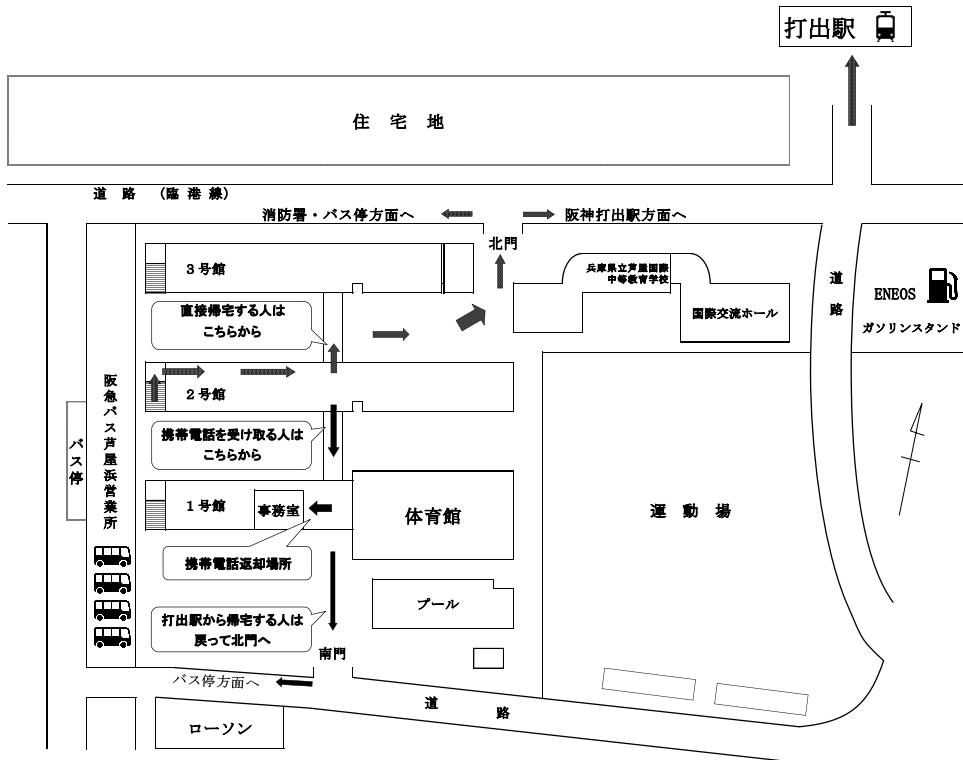 打出駅
住宅地
道路 (臨港線)
消防署・バス停方面へ
阪神打出駅方面へ
北門
3号館
兵庫県立芦屋国際
中等教育学校
国際交流ホール
道路
ENEOS
ガソリンスタンド
直接帰宅する人は
こちらから
2号館
阪急バス芦屋浜営業所
バス停
携帯電話を受け取る人は
こちらから
1号館
事務室
体育館
運動場
携帯電話返却場所
プール
打出駅から帰宅する人は
戻って北門へ
南門
バス停方面へ
道路
ローソン